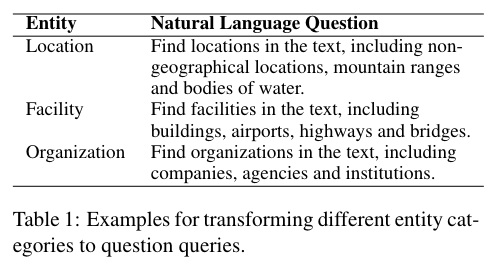 Entity Natural Language Question
Location Find locations in the text, including non-
geographical locations, mountain ranges
and bodies of water.
Facility Find facilities in the text, including
buildings, airports, highways and bridges.
Organization Find organizations in the text, including
companies, agencies and institutions.
Table 1: Examples for transforming different entity cat-
egories to question queries.